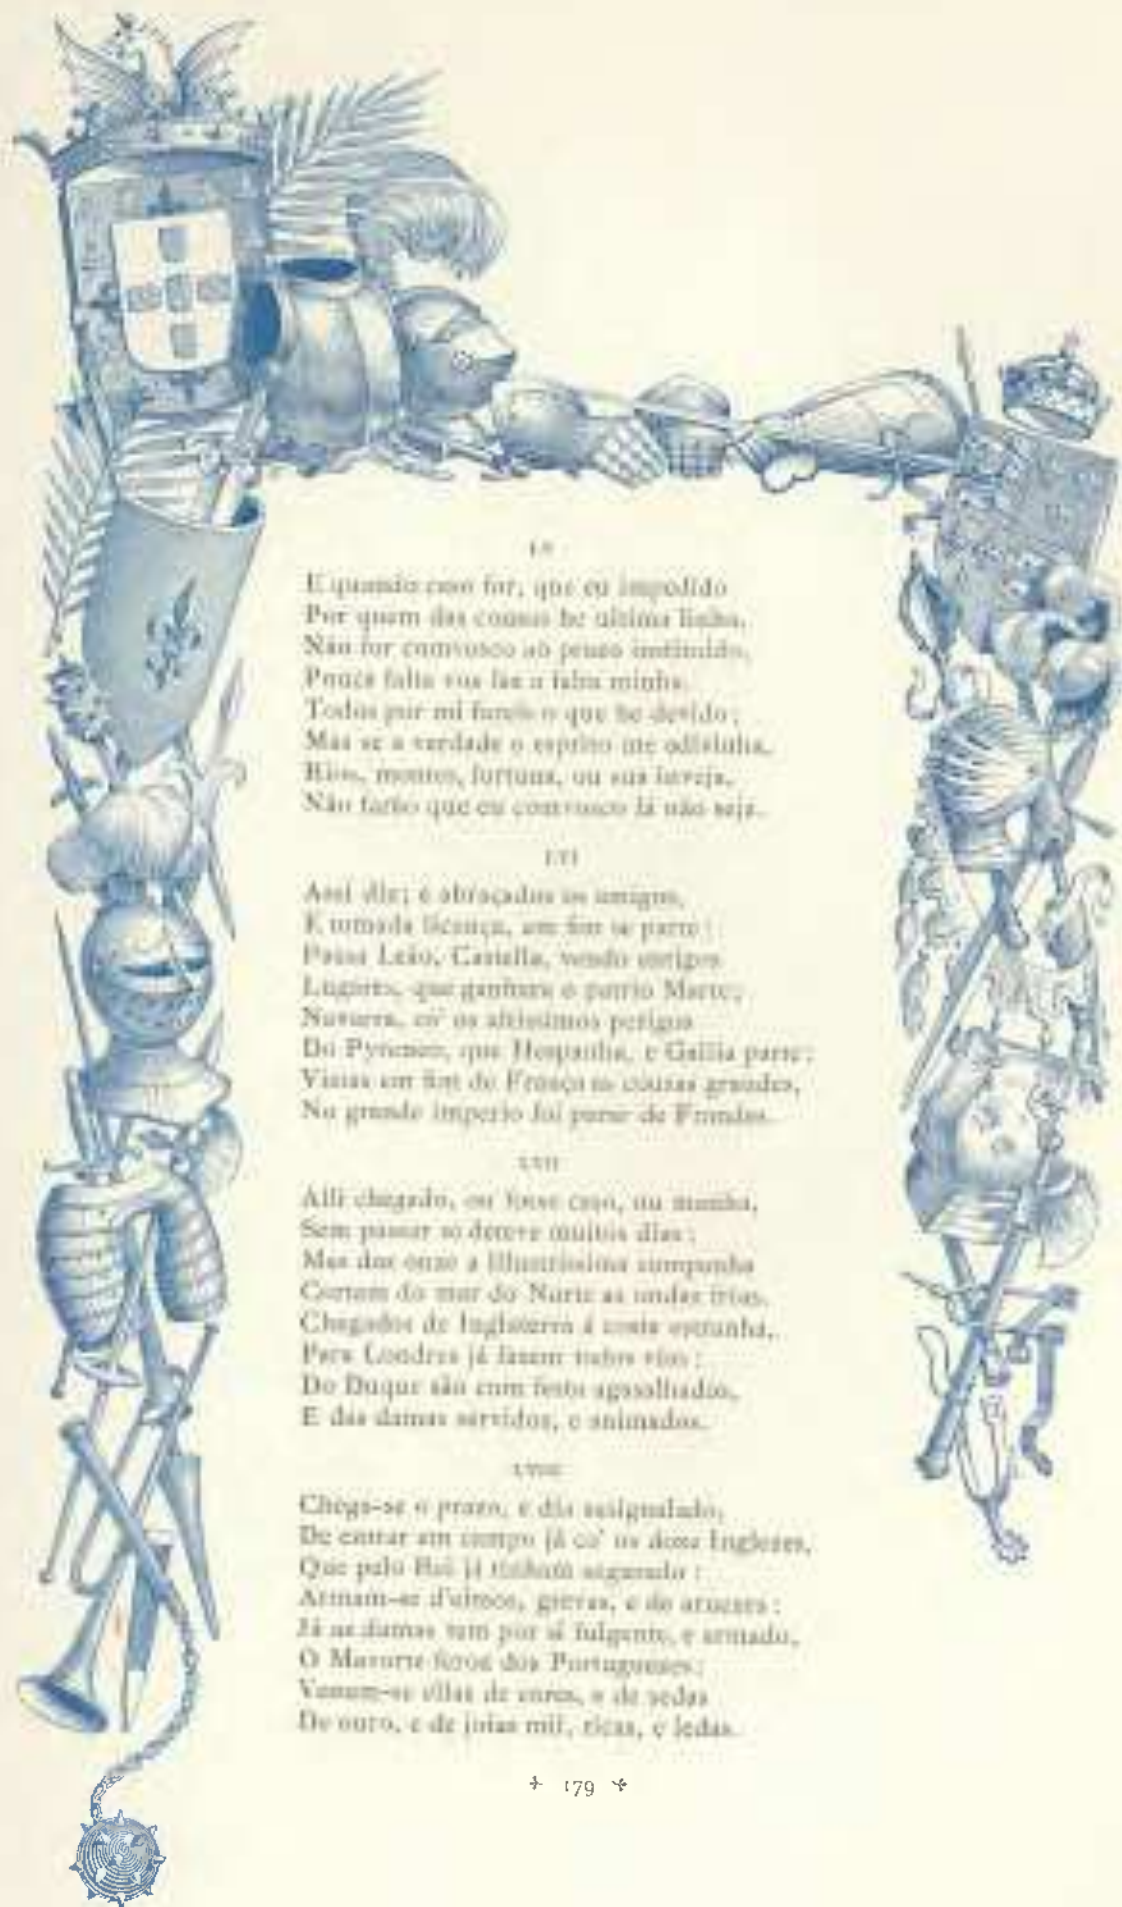 LV
E quando caso for, que eu impedido
Por quem das cousas he ultima linha,
Não for comvosco ao prazo instituido,
Pouca falta vos faz a falta minha.
Todos por mi fareis o que he devido;
Mas se a verdade o esprito me adivinha,
Rios, montes, fortuna, ou sua inveja,
Não farão que eu comvosco lá não seja.
LVI
Assi diz; e abraçados os amigos,
E tomada licença, em fim se parte:
Passa Leão, Castella, vendo antigos
Lugares, que ganhara o patrio Marte;
Navarra, co' os altissimos perigos
Do Pyreneo, que Hespanha, e Gallia parte;
Vistas em fim de França as cousas grandes,
No grande imperio foi parar de Frandes.
LVII
Alli chegado, ou fosse caso, ou manha,
Sem passar se deteve muitos dias:
Mas dos onze a illustrissima companha
Cortam do mar do Norte as ondas frias.
Chegados de Inglaterra á costa estranha,
Para Londres já fazem todos vias:
Do Duque são com festa agasalhados,
E das damas servidos, e animados.
LVIII
Chega-se o prazo, e dia assignalado,
De entrar em campo já co' os doze Inglezes,
Que pelo Rei já tinham segurado:
Armam-se d'elmos, grevas, e de arnezes:
Já as damas tem por si fulgente, e armado,
O Mavorte feroz dos Portuguezes;
Vestem-se ellas de cores, e de sedas
De ouro, e de joias mil, ricas, e ledas.
179